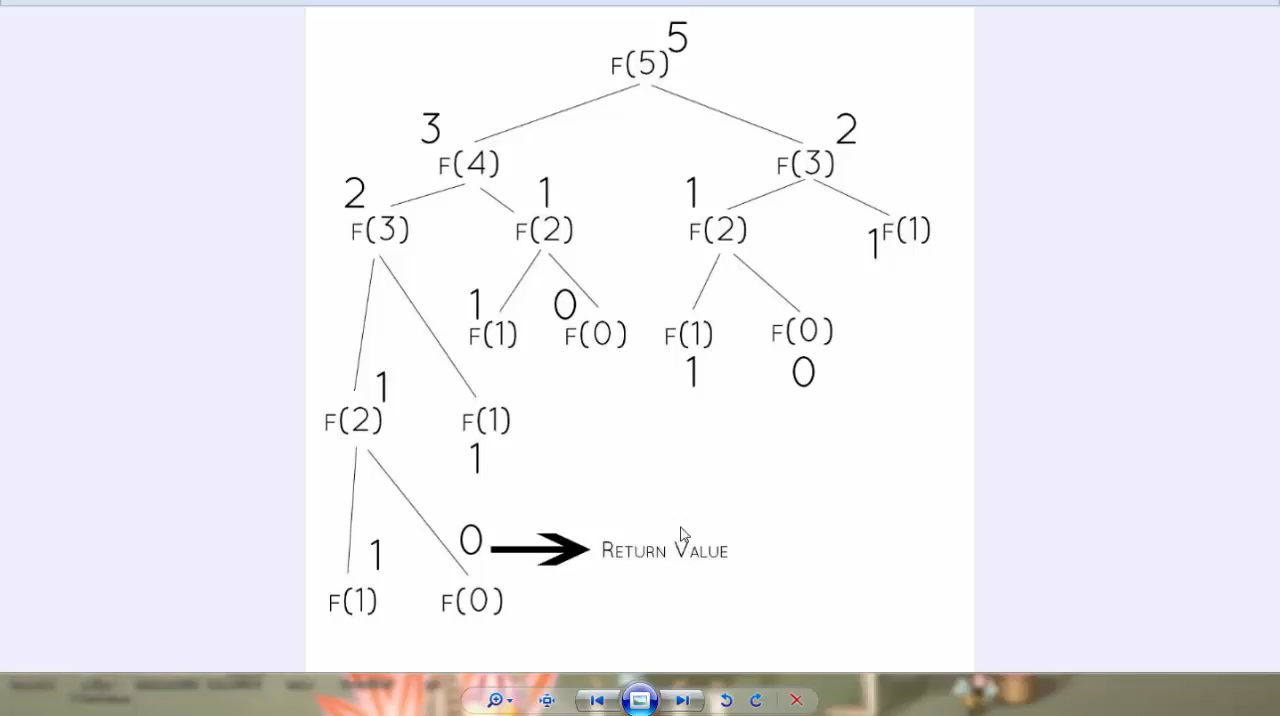 5
F(5)
3
2
F(4)
F(3)
2
1
1
F(3)
F(2)
F(2)
1F(1)
1
0
F(1)
F(0)
F(1)
F(0)
1
0
1
F(2)
F(1)
1
1
0
RETURN VALUE
F(1)
F(0)